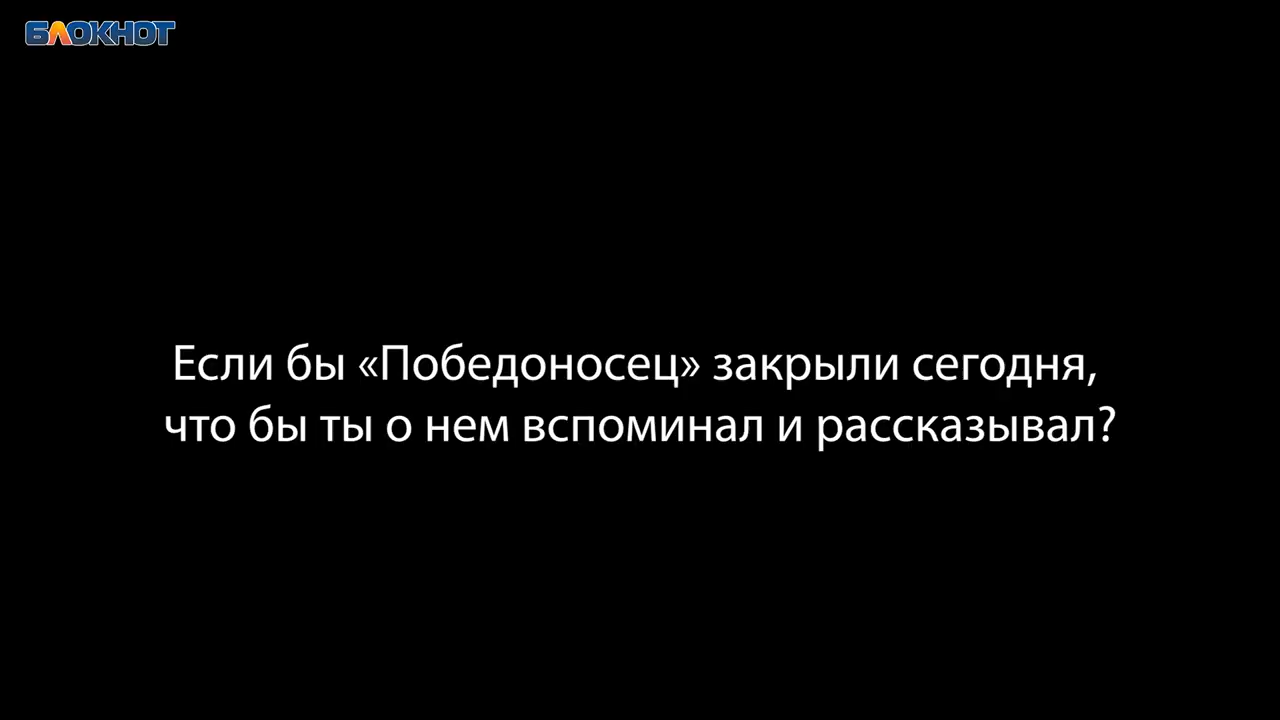 БЛОКНОТ
Если бы «Победоносец» закрыли сегодня,
что бы ты о нем вспоминал и рассказывал?